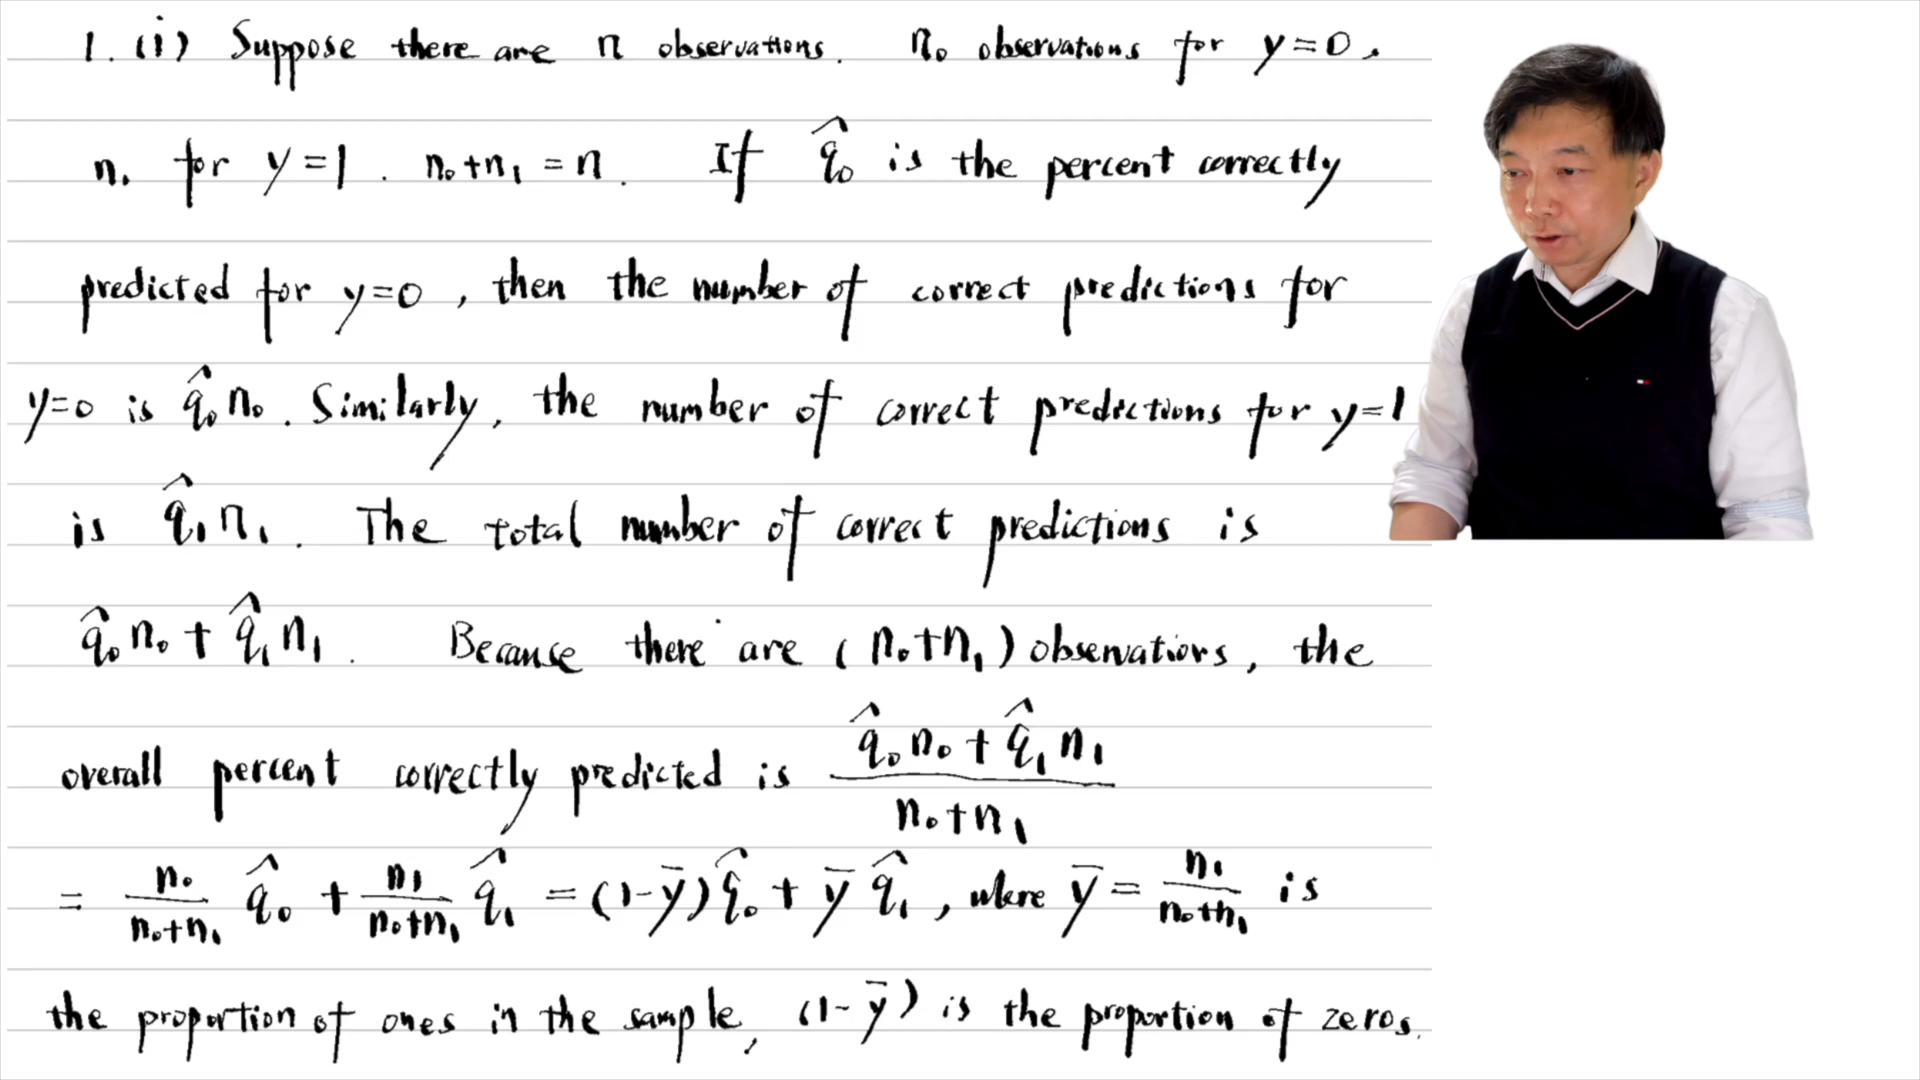 1. (i) Suppose there are n observations. n₀ observations for y=0,
n₁ for y=1. n₀+n₁ = n. If q̂₀ is the percent correctly
predicted for y=0, then the number of correct predictions for
y=0 is q̂₀n₀. Similarly, the number of correct predictions for y=1
is q̂₁n₁. The total number of correct predictions is
q̂₀n₀ + q̂₁n₁. Because there are (n₀+n₁) observations, the
overall percent correctly predicted is (q̂₀n₀ + q̂₁n₁)/(n₀+n₁)
= n₀/(n₀+n₁) q̂₀ + n₁/(n₀+n₁) q̂₁ = (1-ȳ)q̂₀ + ȳ q̂₁, where ȳ = n₁/(n₀+n₁) is
the proportion of ones in the sample, (1-ȳ) is the proportion of zeros.